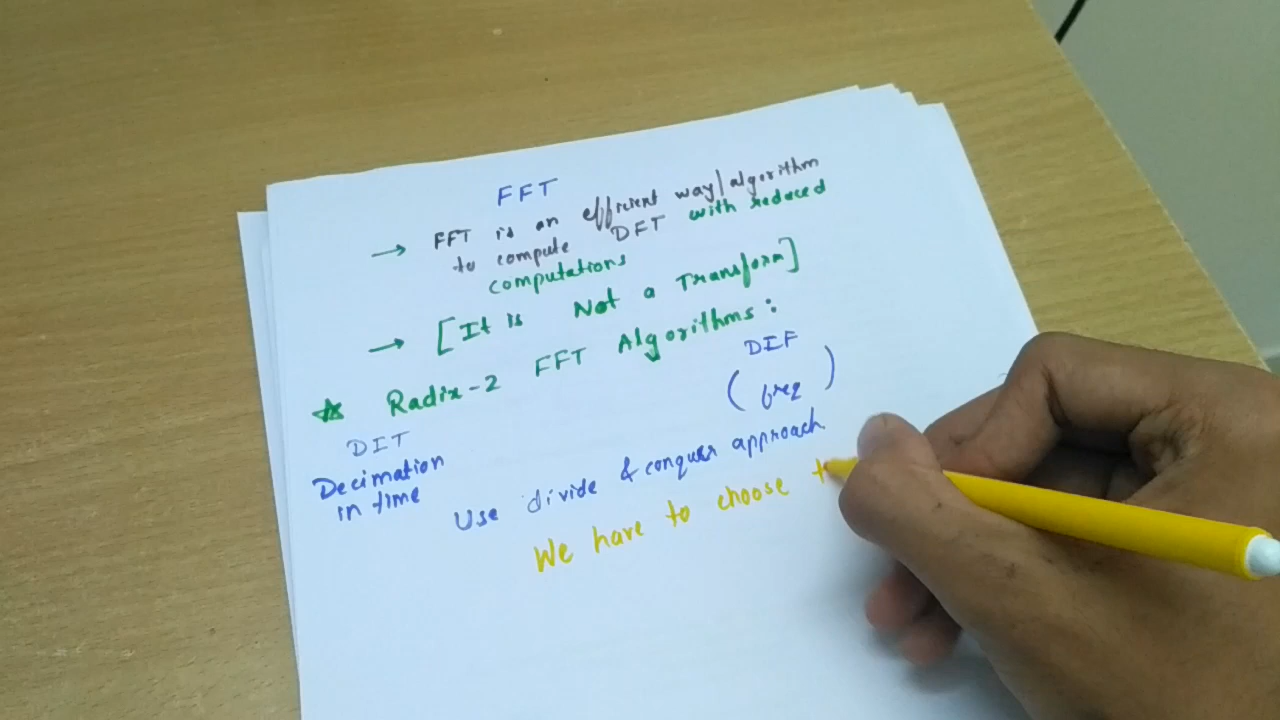 FFT
→ FFT is an efficient way/algorithm
to compute DFT with reduced
computations
→ [It is Not a Transform]
☆ Radix-2 FFT Algorithms:
DIT
Decimation
in time
DIF
(freq)
Use divide & conquer approach
We have to choose